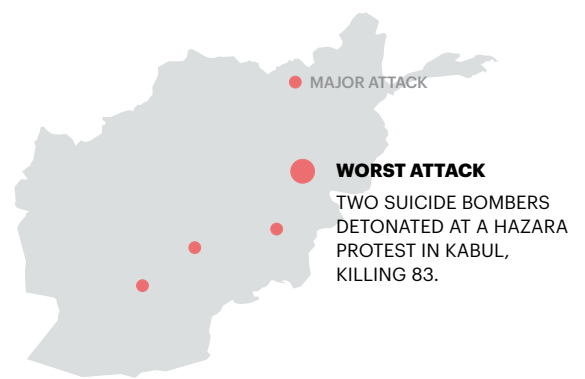 MAJOR ATTACK
WORST ATTACK
TWO SUICIDE BOMBERS
DETONATED AT A HAZARA
PROTEST IN KABUL,
KILLING 83.